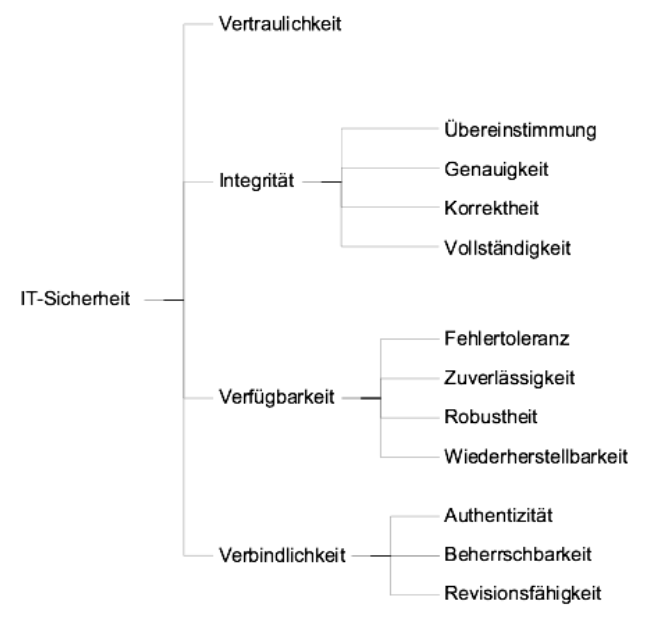 Vertraulichkeit
Übereinstimmung
Genauigkeit
Integrität
Korrektheit
Vollständigkeit
IT-Sicherheit
Fehlertoleranz
Zuverlässigkeit
Verfügbarkeit
Robustheit
Wiederherstellbarkeit
Authentizität
Verbindlichkeit
Beherrschbarkeit
Revisionsfähigkeit